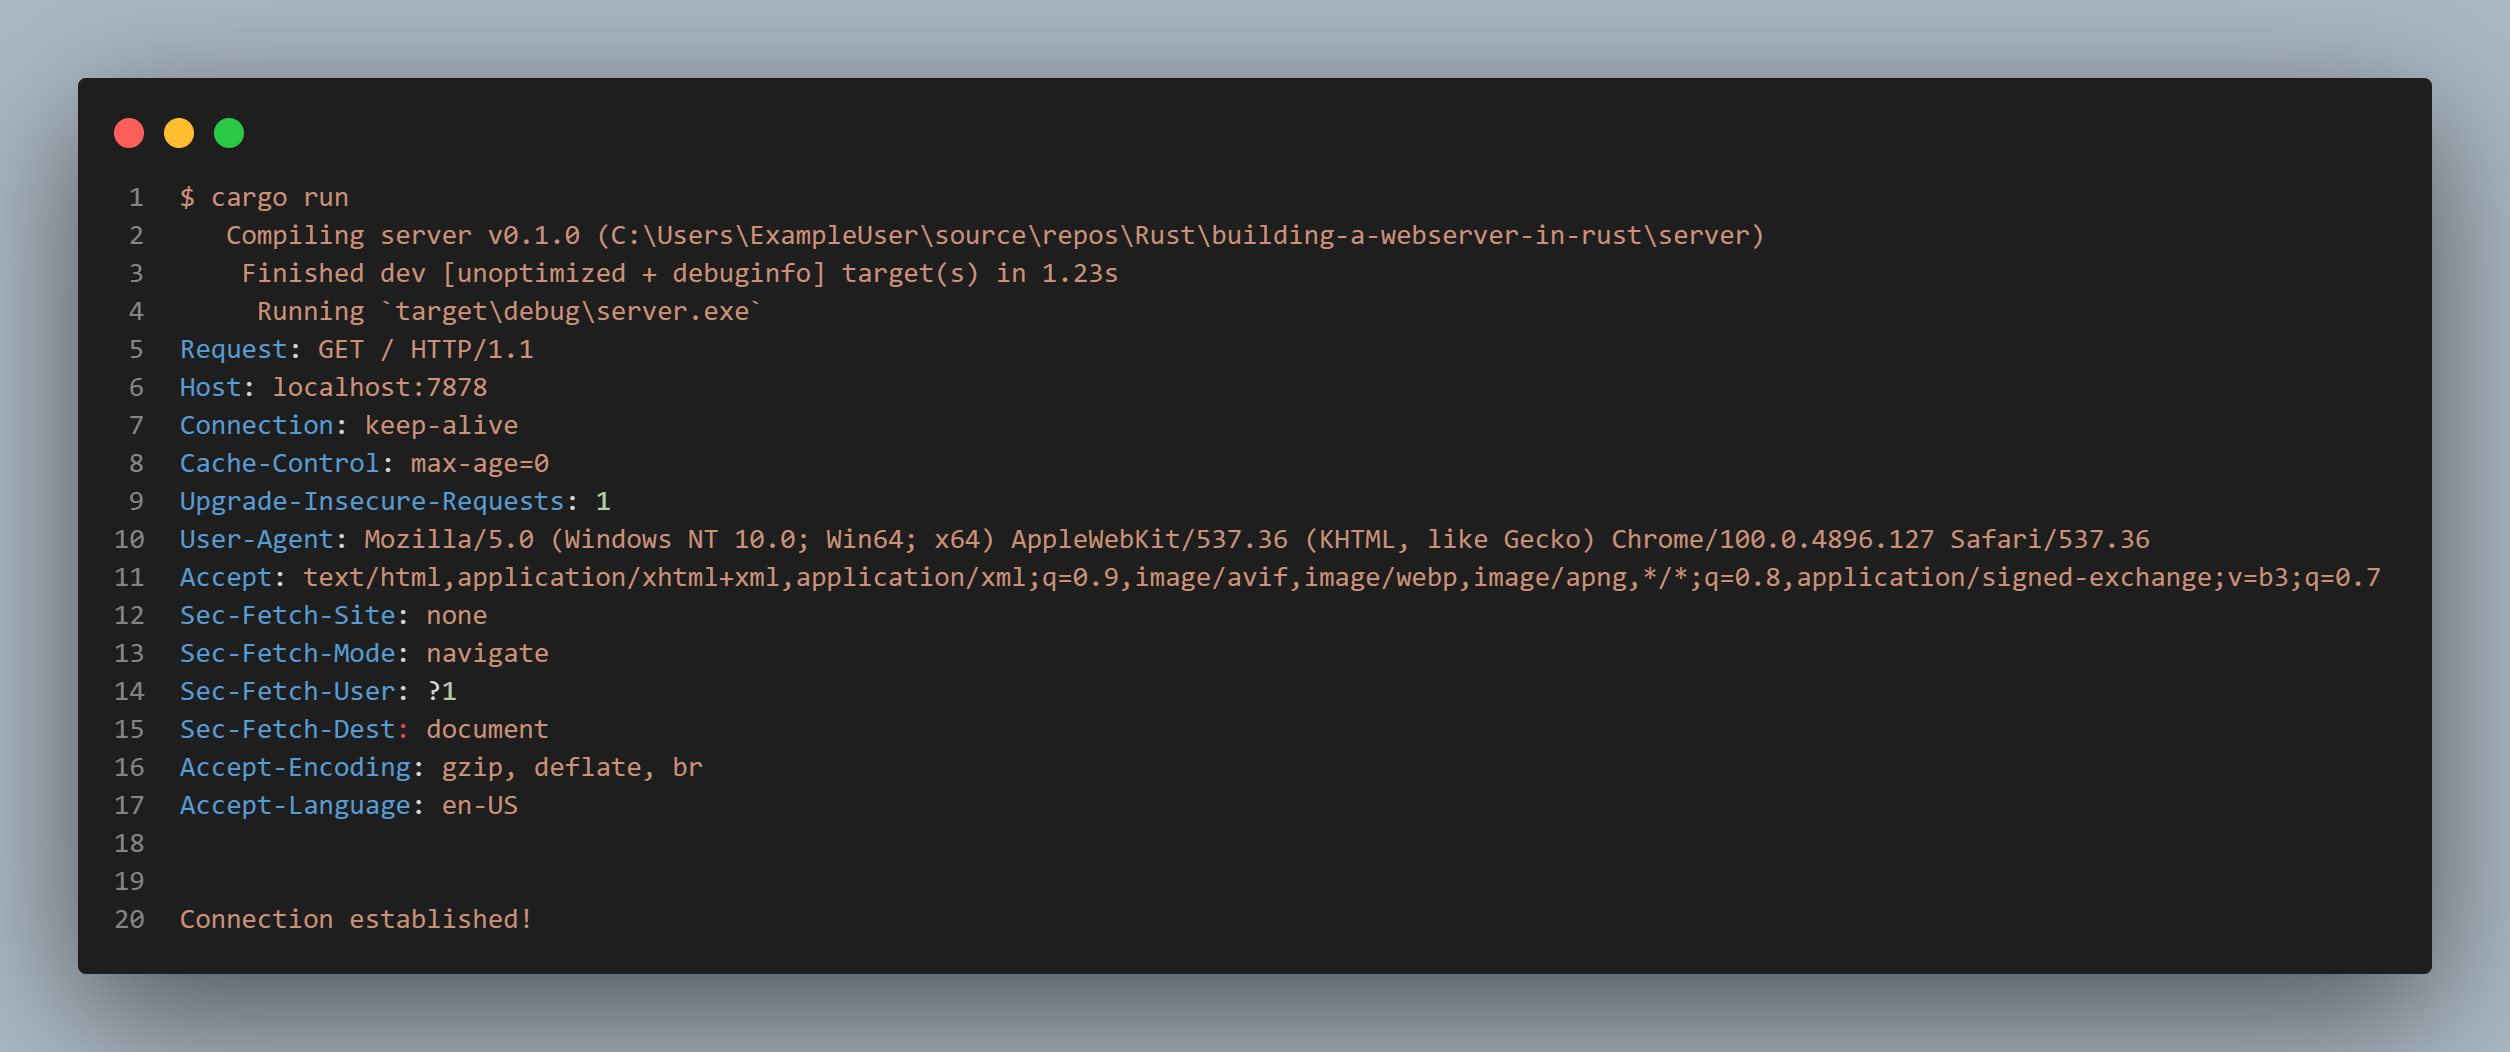 1 $ cargo run
2    Compiling server v0.1.0 (C:\Users\ExampleUser\source\repos\Rust\building-a-webserver-in-rust\server)
3     Finished dev [unoptimized + debuginfo] target(s) in 1.23s
4      Running `target\debug\server.exe`
5 Request: GET / HTTP/1.1
6 Host: localhost:7878
7 Connection: keep-alive
8 Cache-Control: max-age=0
9 Upgrade-Insecure-Requests: 1
10 User-Agent: Mozilla/5.0 (Windows NT 10.0; Win64; x64) AppleWebKit/537.36 (KHTML, like Gecko) Chrome/100.0.4896.127 Safari/537.36
11 Accept: text/html,application/xhtml+xml,application/xml;q=0.9,image/avif,image/webp,image/apng,*/*;q=0.8,application/signed-exchange;v=b3;q=0.7
12 Sec-Fetch-Site: none
13 Sec-Fetch-Mode: navigate
14 Sec-Fetch-User: ?1
15 Sec-Fetch-Dest: document
16 Accept-Encoding: gzip, deflate, br
17 Accept-Language: en-US
18
19
20 Connection established!